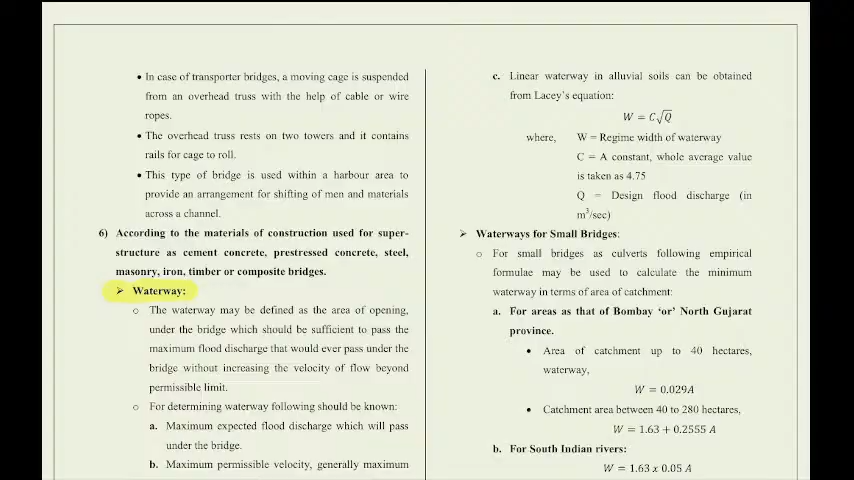 • In case of transporter bridges, a moving cage is suspended
from an overhead truss with the help of cable or wire
ropes.
• The overhead truss rests on two towers and it contains
rails for cage to roll.
• This type of bridge is used within a harbour area to
provide an arrangement for shifting of men and materials
across a channel.
6) According to the materials of construction used for super-
structure as cement concrete, prestressed concrete, steel,
masonry, iron, timber or composite bridges.
➢ Waterway:
o The waterway may be defined as the area of opening,
under the bridge which should be sufficient to pass the
maximum flood discharge that would ever pass under the
bridge without increasing the velocity of flow beyond
permissible limit.
o For determining waterway following should be known:
a. Maximum expected flood discharge which will pass
under the bridge.
b. Maximum permissible velocity, generally maximum
c. Linear waterway in alluvial soils can be obtained
from Lacey's equation:
W = C√Q
where, W = Regime width of waterway
C = A constant, whole average value
is taken as 4.75
Q = Design flood discharge (in
m³/sec)
➢ Waterways for Small Bridges:
o For small bridges as culverts following empirical
formulae may be used to calculate the minimum
waterway in terms of area of catchment:
a. For areas as that of Bombay 'or' North Gujarat
province.
• Area of catchment up to 40 hectares,
waterway,
W = 0.029A
• Catchment area between 40 to 280 hectares,
W = 1.63 + 0.2555 A
b. For South Indian rivers:
W = 1.63 x 0.05 A